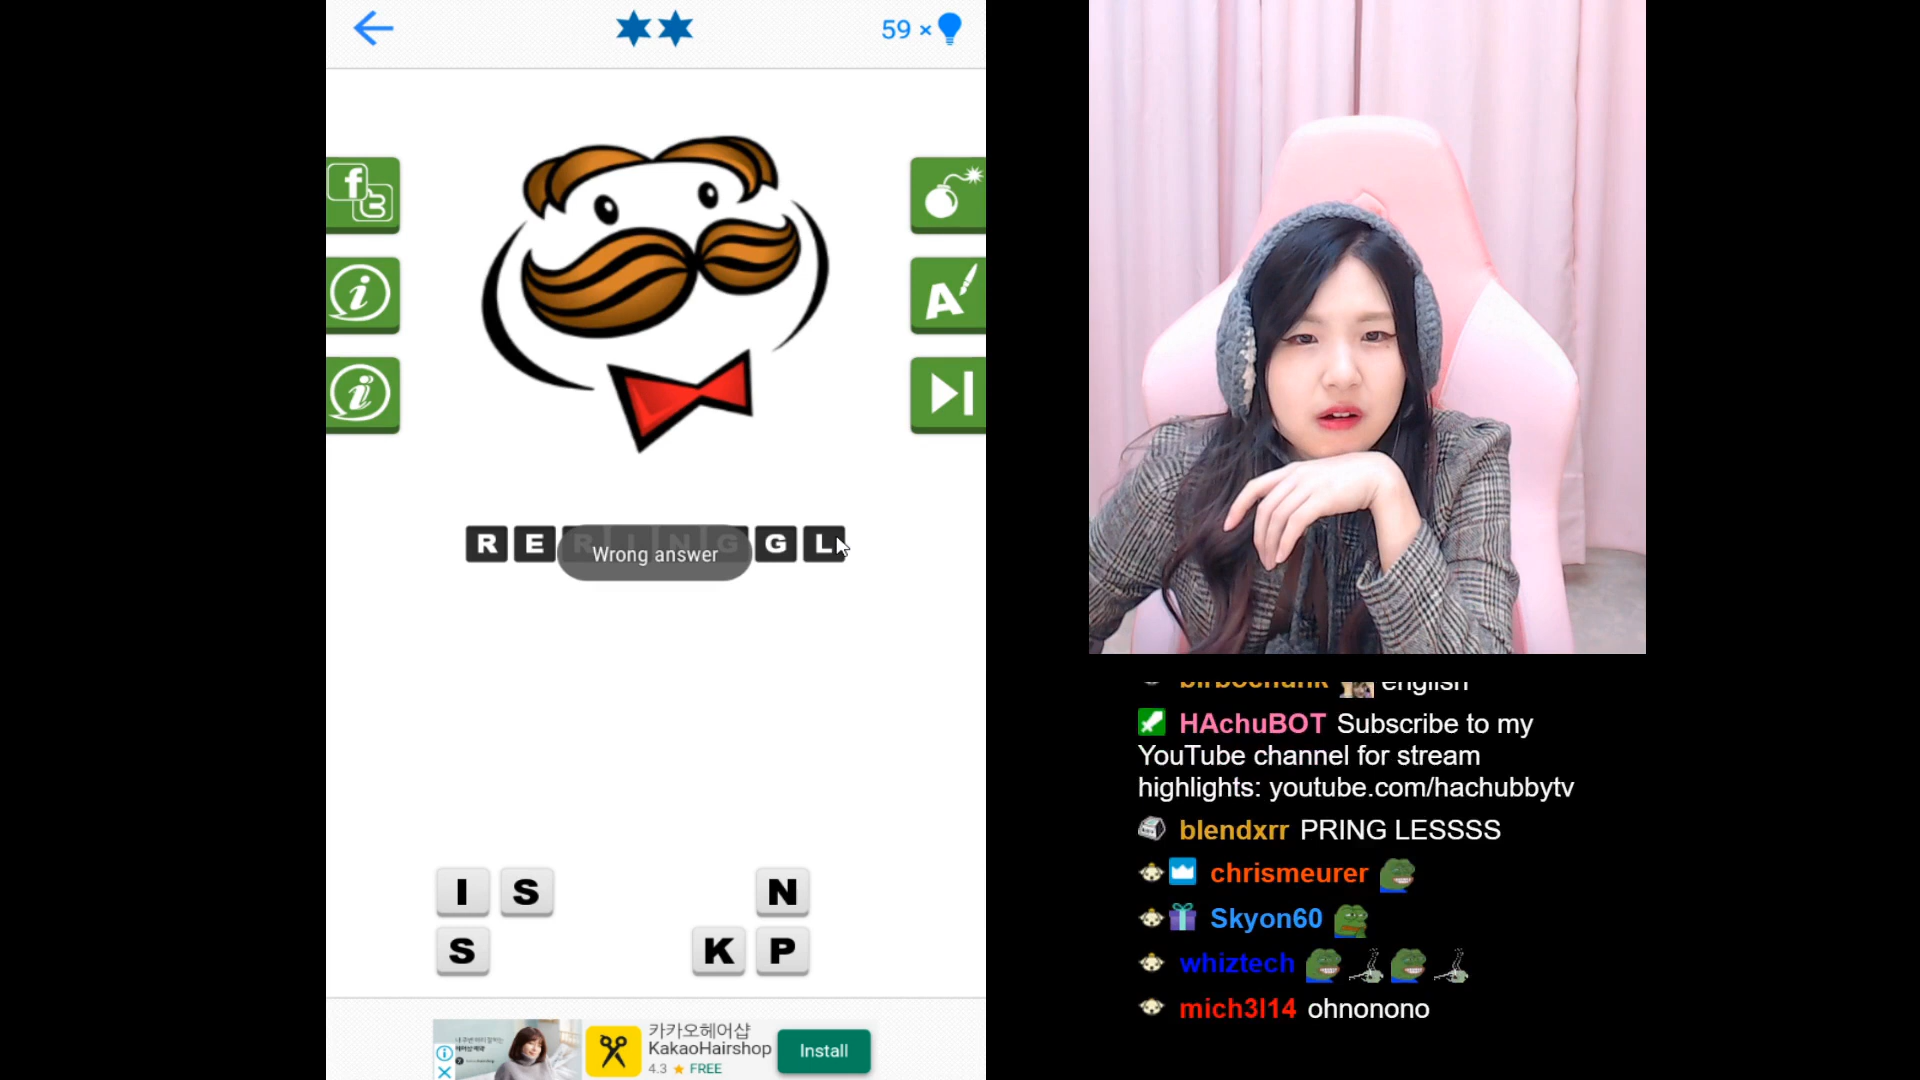 59 ×
f
t
i
i
A
R E R I N G G L
Wrong answer
I S N
S K P
카카오헤어샵
KakaoHairshop
4.3 ★ FREE
Install
english
HAchuBOT Subscribe to my
YouTube channel for stream
highlights: youtube.com/hachubbytv
blendxrr PRING LESSSS
chrismeurer
Skyon60
whiztech
mich3l14 ohnonono